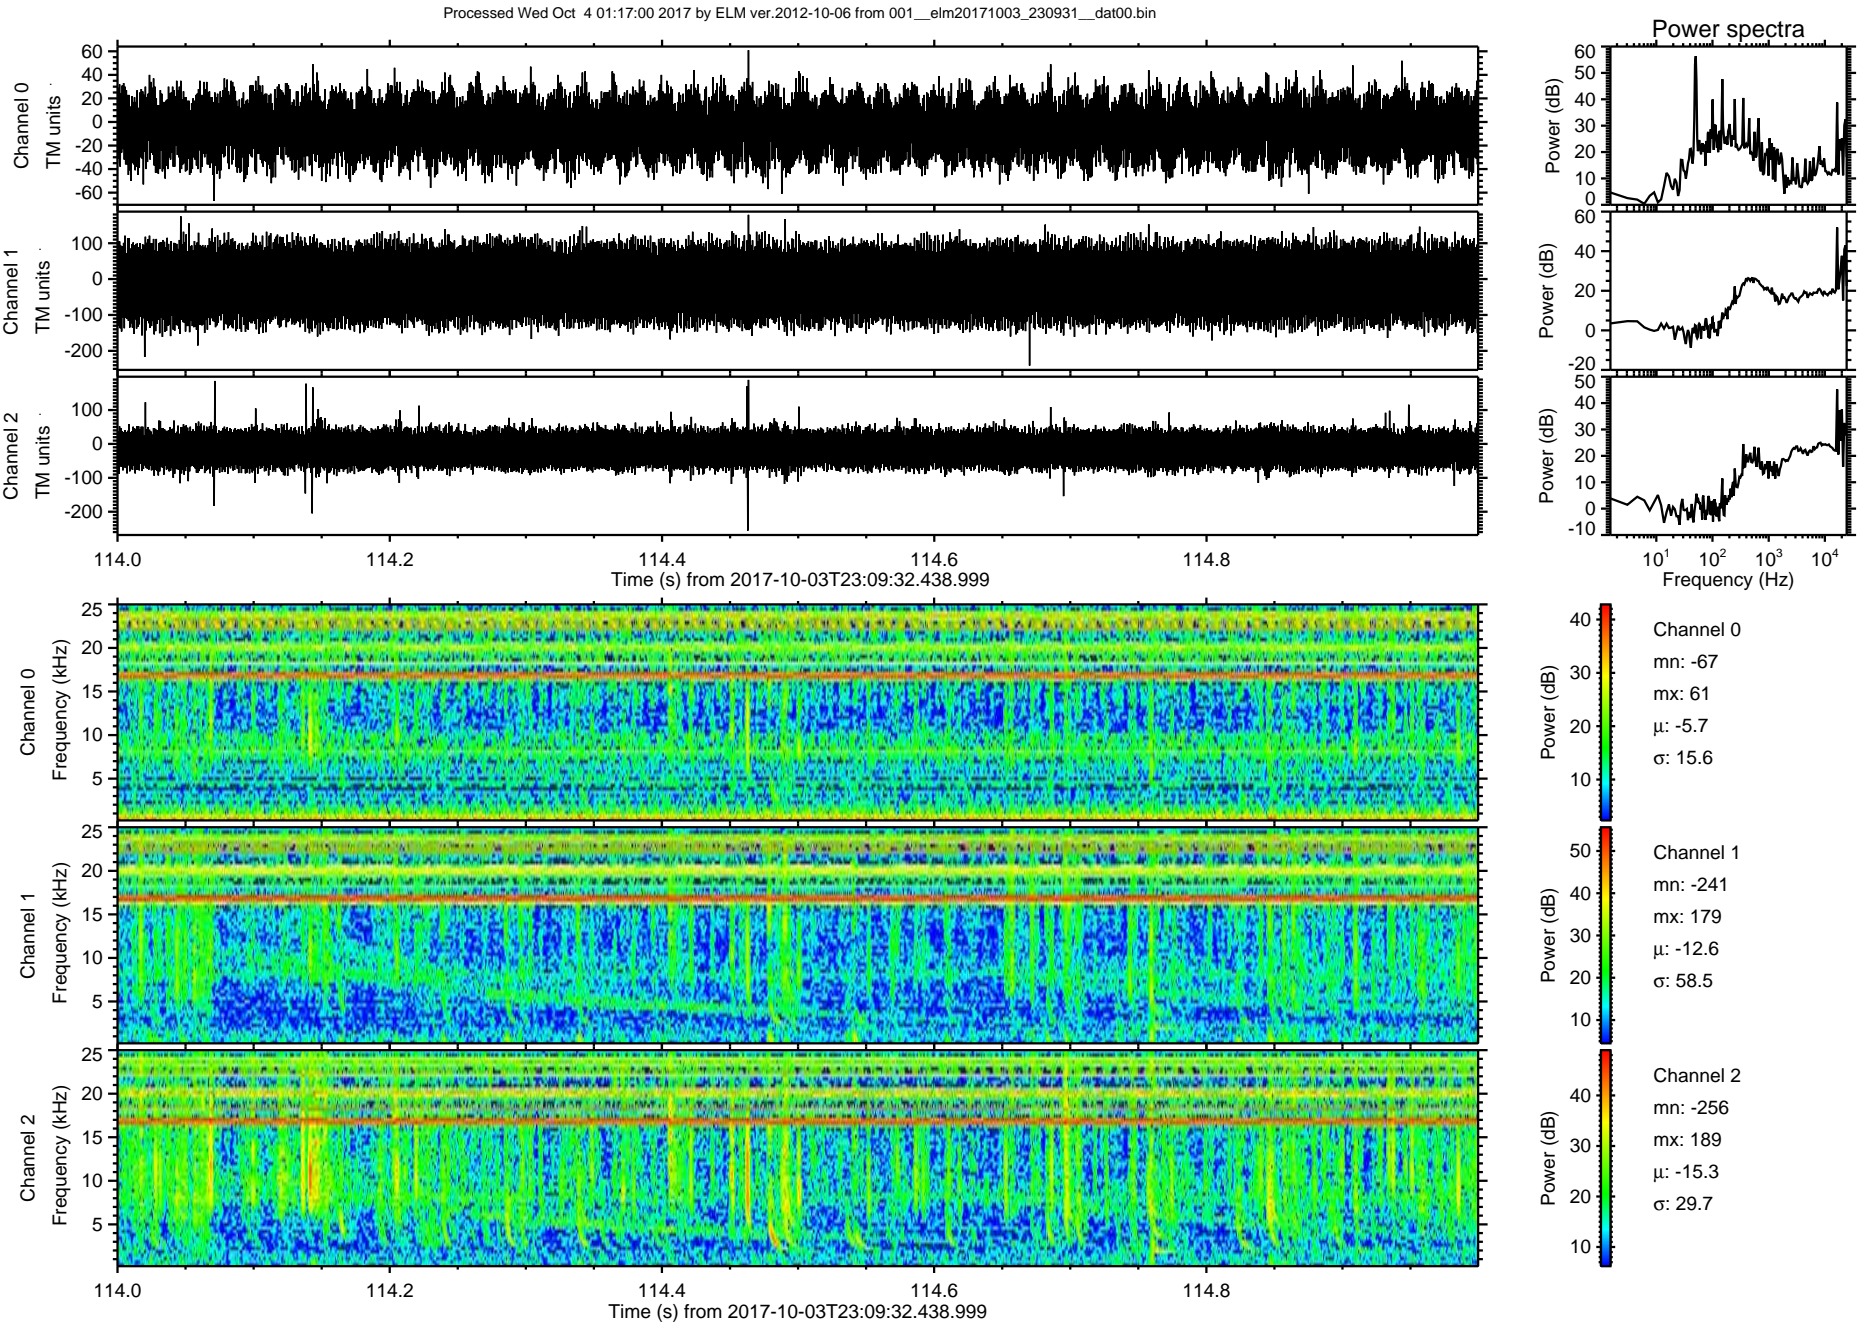 Processed Wed Oct  4 01:17:00 2017 by ELM ver.2012-10-06 from 001__elm20171003_230931__dat00.bin
Power spectra
Channel 0
TM units
60
40
20
0
-20
-40
-60
Power (dB)
60
50
40
30
20
10
0
Channel 1
TM units
100
0
-100
-200
Power (dB)
60
40
20
0
-20
Channel 2
TM units
100
0
-100
-200
Power (dB)
50
40
30
20
10
0
-10
114.0 114.2 114.4 114.6 114.8
Time (s) from 2017-10-03T23:09:32.438.999
10^1 10^2 10^3 10^4
Frequency (Hz)
Channel 0
Frequency (kHz)
25
20
15
10
5
Power (dB)
40
30
20
10
Channel 0
mn: -67
mx: 61
μ: -5.7
σ: 15.6
Channel 1
Frequency (kHz)
25
20
15
10
5
Power (dB)
50
40
30
20
10
Channel 1
mn: -241
mx: 179
μ: -12.6
σ: 58.5
Channel 2
Frequency (kHz)
25
20
15
10
5
Power (dB)
40
30
20
10
Channel 2
mn: -256
mx: 189
μ: -15.3
σ: 29.7
114.0 114.2 114.4 114.6 114.8
Time (s) from 2017-10-03T23:09:32.438.999